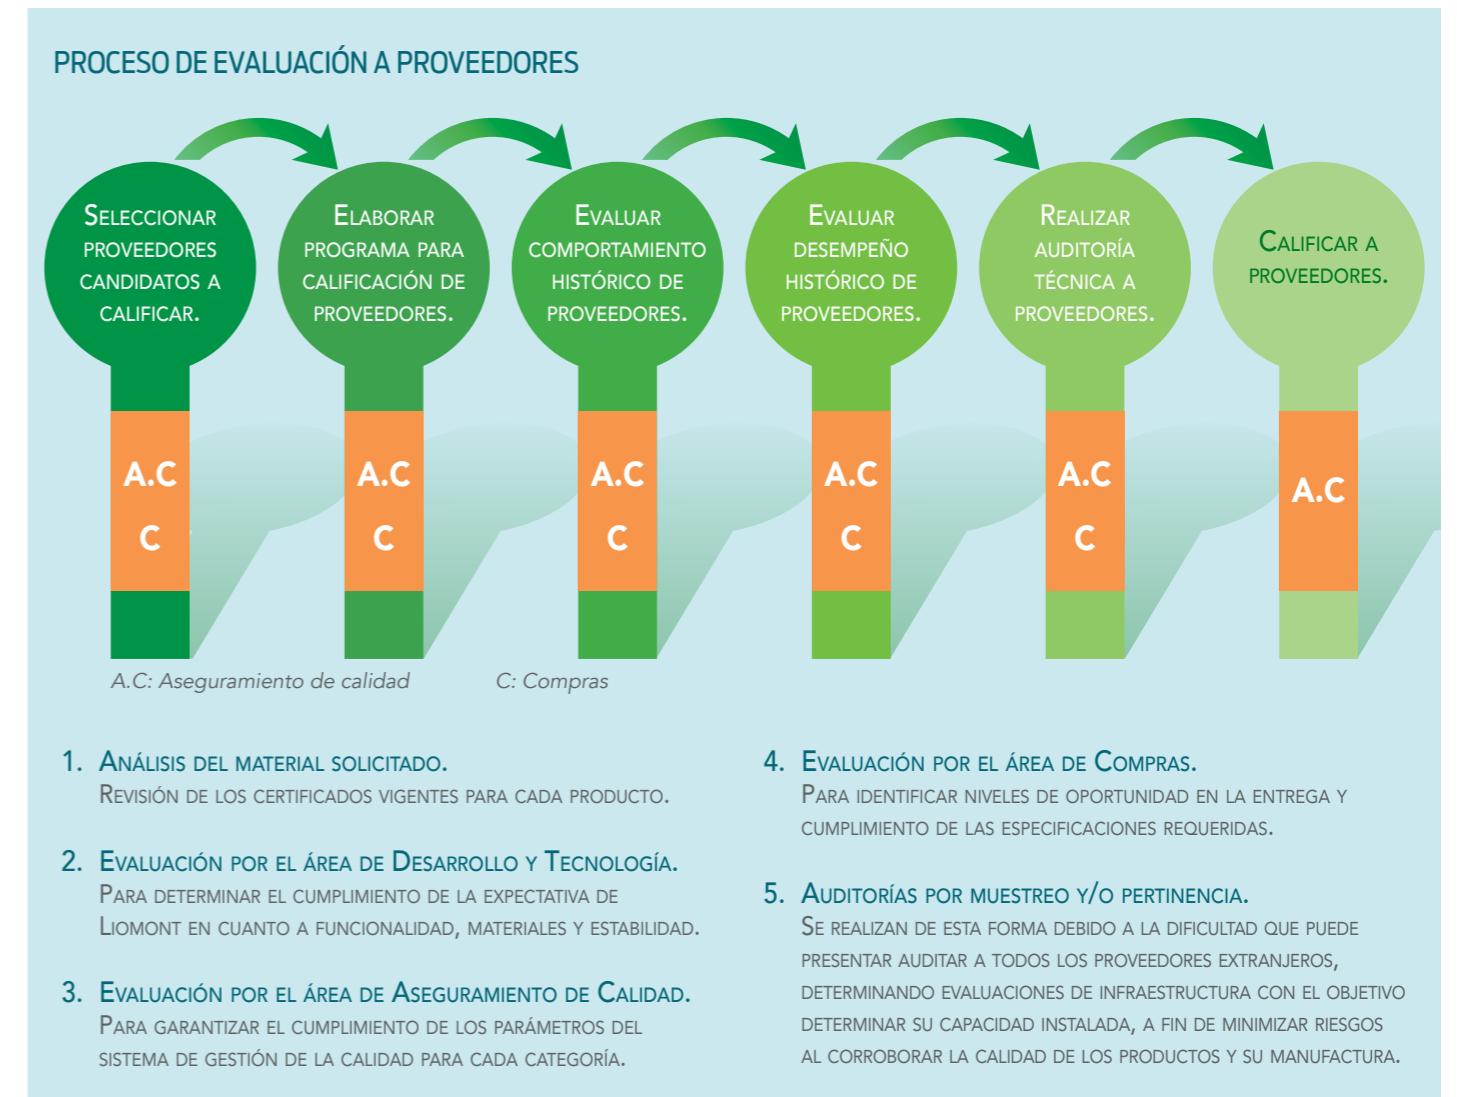 PROCESO DE EVALUACIÓN A PROVEEDORES
Seleccionar
proveedores
candidatos a
calificar.
Elaborar
programa para
calificación de
proveedores.
Evaluar
comportamiento
histórico de
proveedores.
Evaluar
desempeño
histórico de
proveedores.
Realizar
auditoría
técnica a
proveedores.
Calificar a
proveedores.
A.C
C
A.C
C
A.C
C
A.C
C
A.C
C
A.C
A.C: Aseguramiento de calidad
C: Compras
1. Análisis del material solicitado.
Revisión de los certificados vigentes para cada producto.
2. Evaluación por el área de Desarrollo y Tecnología.
Para determinar el cumplimiento de la expectativa de
Liomont en cuanto a funcionalidad, materiales y estabilidad.
3. Evaluación por el área de Aseguramiento de Calidad.
Para garantizar el cumplimiento de los parámetros del
sistema de gestión de la calidad para cada categoría.
4. Evaluación por el área de Compras.
Para identificar niveles de oportunidad en la entrega y
cumplimiento de las especificaciones requeridas.
5. Auditorías por muestreo y/o pertinencia.
Se realizan de esta forma debido a la dificultad que puede
presentar auditar a todos los proveedores extranjeros,
determinando evaluaciones de infraestructura con el objetivo
determinar su capacidad instalada, a fin de minimizar riesgos
al corroborar la calidad de los productos y su manufactura.